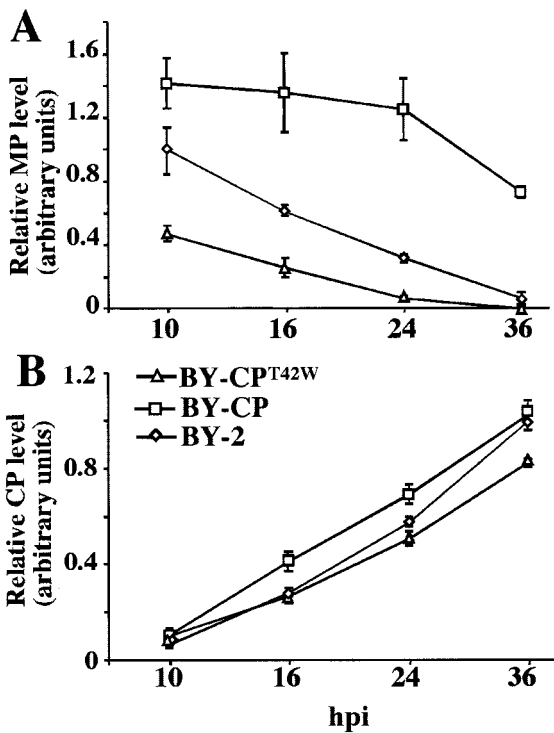 A
Relative MP level
(arbitrary units)
1.6
1.2
0.8
0.4
0
10 16 24 36
B
Relative CP level
(arbitrary units)
1.2
0.8
0.4
0
BY-CPT42W
BY-CP
BY-2
10 16 24 36
hpi